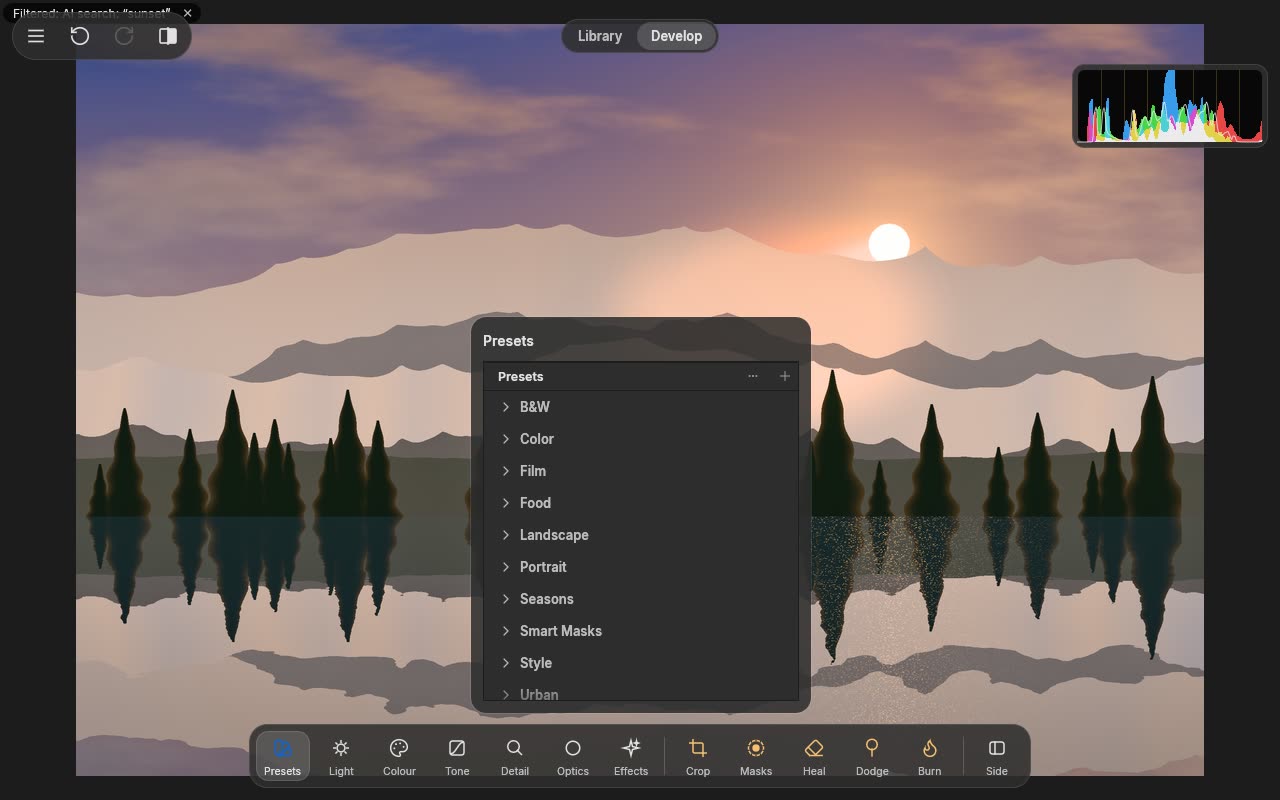 Filtered: AI search: "sunset"
Library
Develop
Presets
Presets
B&W
Color
Film
Food
Landscape
Portrait
Seasons
Smart Masks
Style
Urban
Presets
Light
Colour
Tone
Detail
Optics
Effects
Crop
Masks
Heal
Dodge
Burn
Side